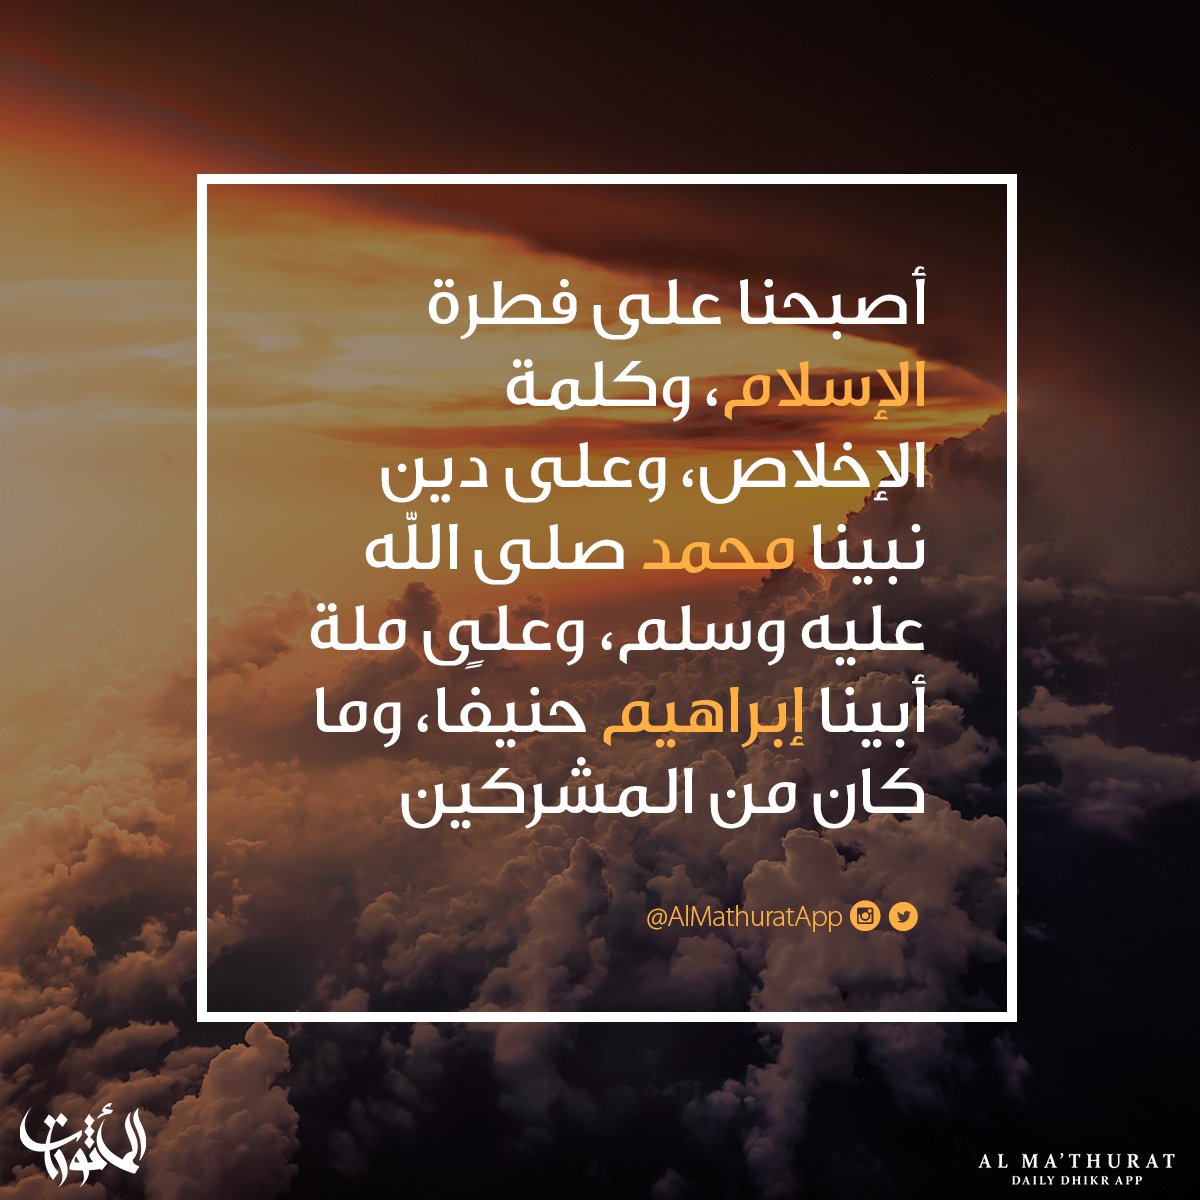 أصبحنا على فطرة
الإسلام، وكلمة
الإخلاص، وعلى دين
نبينا محمد صلى الله
عليه وسلم، وعلى ملة
أبينا إبراهيم حنيفا، وما
كان من المشركين
@AlMathuratApp
المأثورات
AL MA'THURAT
DAILY DHIKR APP